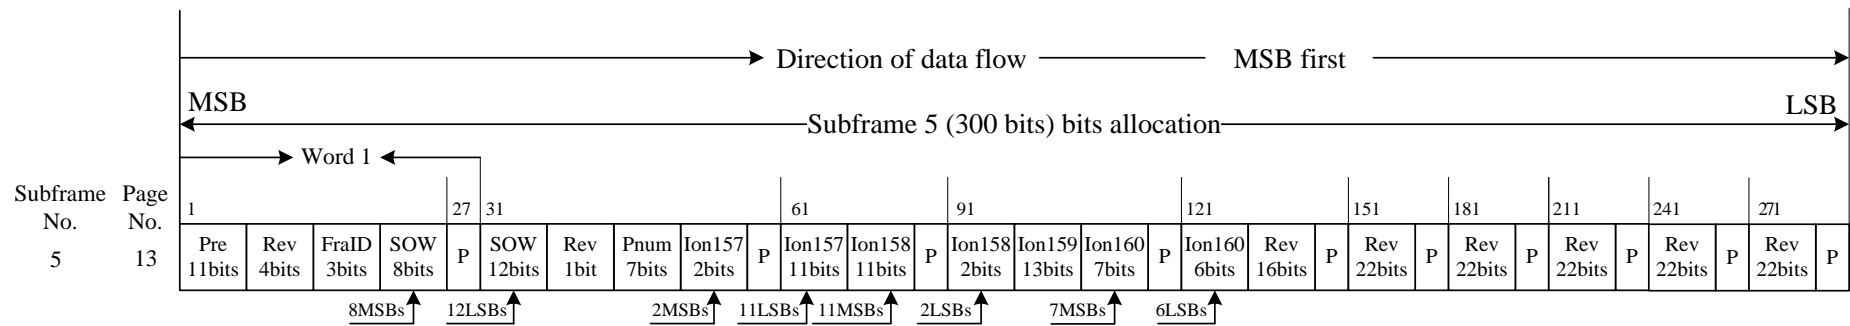 Direction of data flow MSB first
MSB LSB
Subframe 5 (300 bits) bits allocation
Word 1
Subframe No. Page No.
1 27 31 61 91 121 151 181 211 241 271
5 13
Pre 11bits
Rev 4bits
FraID 3bits
SOW 8bits
P
SOW 12bits
Rev 1bit
Pnum 7bits
Ion157 2bits
P
Ion157 11bits
Ion158 11bits
P
Ion158 2bits
Ion159 13bits
Ion160 7bits
P
Ion160 6bits
Rev 16bits
P
Rev 22bits
P
Rev 22bits
P
Rev 22bits
P
Rev 22bits
P
Rev 22bits
P
8MSBs 12LSBs 2MSBs 11LSBs 11MSBs 2LSBs 7MSBs 6LSBs